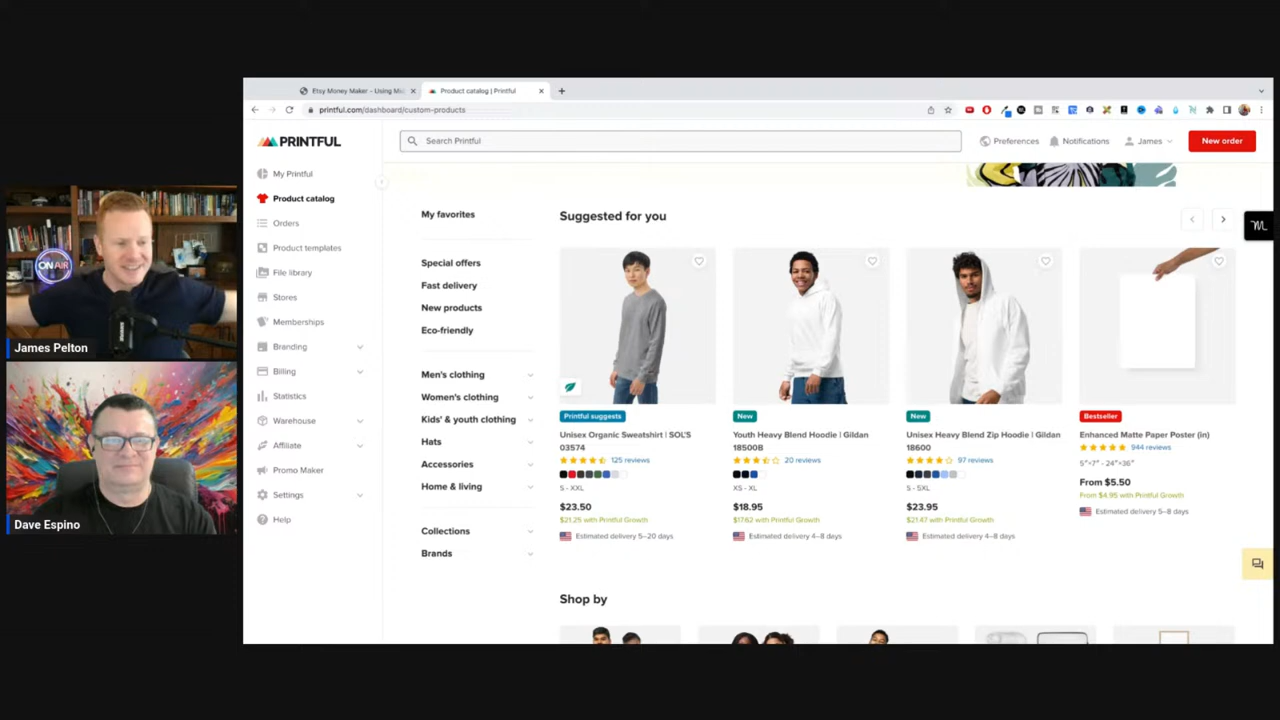 Etsy Money Maker – Using Mi
Product catalog | Printful
printful.com/dashboard/custom-products
PRINTFUL
Search Printful
Preferences
Notifications
James
New order
My Printful
Product catalog
Orders
Product templates
File library
Stores
Memberships
Branding
Billing
Statistics
Warehouse
Affiliate
Promo Maker
Settings
Help
My favorites
Special offers
Fast delivery
New products
Eco-friendly
Men's clothing
Women's clothing
Kids' & youth clothing
Hats
Accessories
Home & living
Collections
Brands
Suggested for you
Printful suggests
Unisex Organic Sweatshirt | SOL'S
03574
125 reviews
S - XXL
$23.50
$21.25 with Printful Growth
Estimated delivery 5–20 days
New
Youth Heavy Blend Hoodie | Gildan
18500B
20 reviews
XS - XL
$18.95
$17.62 with Printful Growth
Estimated delivery 4–8 days
New
Unisex Heavy Blend Zip Hoodie | Gildan
18600
97 reviews
S - 5XL
$23.95
$21.47 with Printful Growth
Estimated delivery 4–8 days
Bestseller
Enhanced Matte Paper Poster (in)
944 reviews
5″×7″ - 24″×36″
From $5.50
From $4.95 with Printful Growth
Estimated delivery 5–8 days
Shop by
ON AIR
James Pelton
Dave Espino